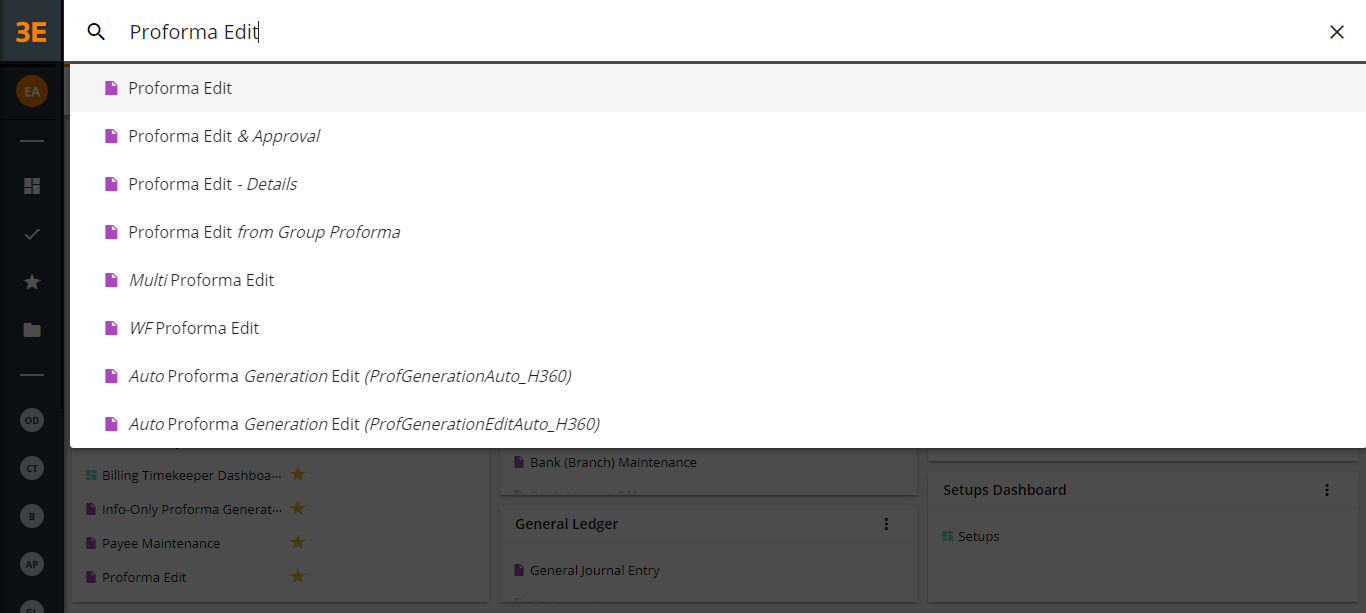 3E
Proforma Edit
EA
Proforma Edit
Proforma Edit & Approval
Proforma Edit - Details
Proforma Edit from Group Proforma
Multi Proforma Edit
WF Proforma Edit
Auto Proforma Generation Edit (ProfGenerationAuto_H360)
Auto Proforma Generation Edit (ProfGenerationEditAuto_H360)
OD
CT
B
AP
Billing Timekeeper Dashboa...
Info-Only Proforma Generat...
Payee Maintenance
Proforma Edit
Bank (Branch) Maintenance
General Ledger
General Journal Entry
Setups Dashboard
Setups